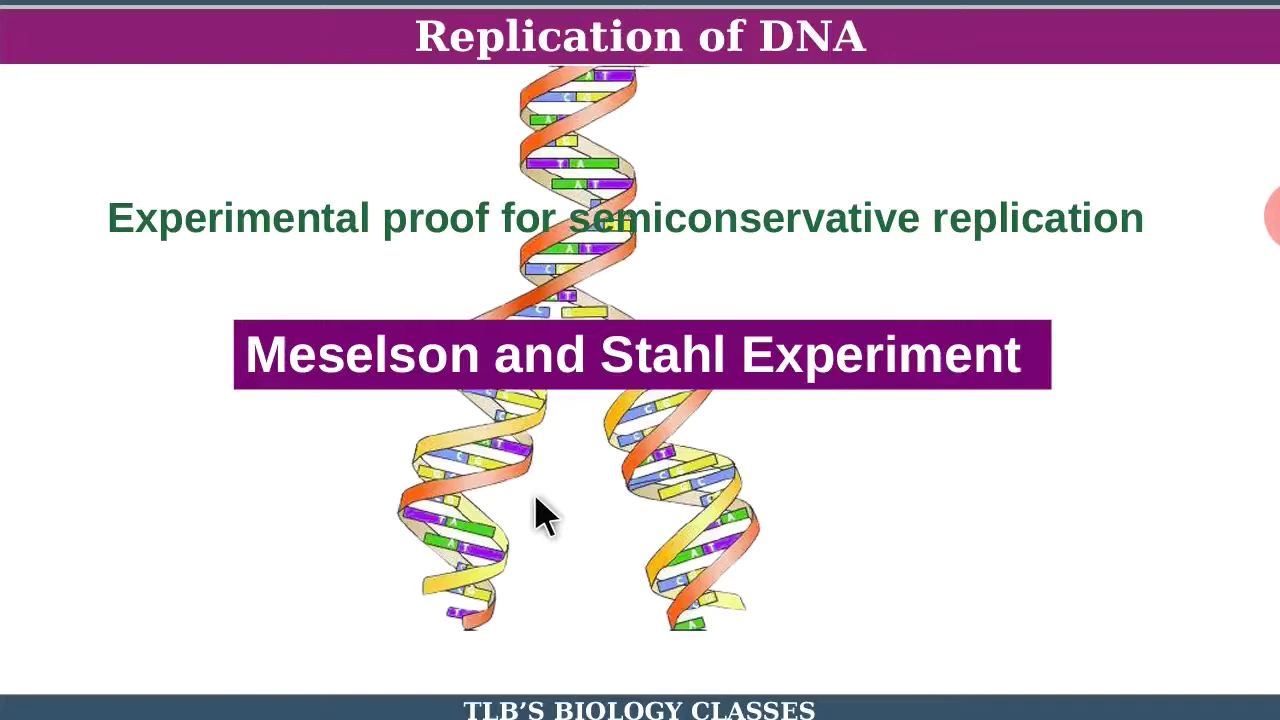 Replication of DNA
Experimental proof for semiconservative replication
Meselson and Stahl Experiment
TLB’S BIOLOGY CLASSES